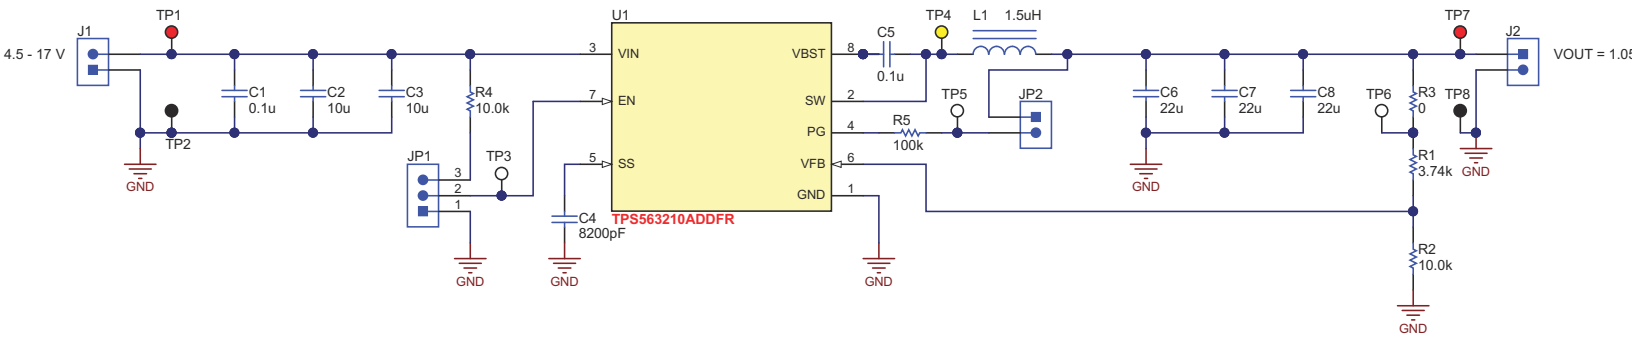 TP1
U1
TP4
L1 1.5uH
TP7
J1
C5
J2
4.5 - 17 V
3 VIN
VBST 8
VOUT = 1.05
0.1u
C1
0.1u
C2
10u
C3
10u
R4
10.0k
7 EN
SW 2
TP5
JP2
C6
22u
C7
22u
C8
22u
TP6
R3
0
TP8
TP2
PG 4
R5
100k
GND
JP1
3
2
1
TP3
5 SS
VFB 6
GND
R1
3.74k
GND
GND 1
C4
8200pF
TPS563210ADDFR
GND
GND
GND
R2
10.0k
GND